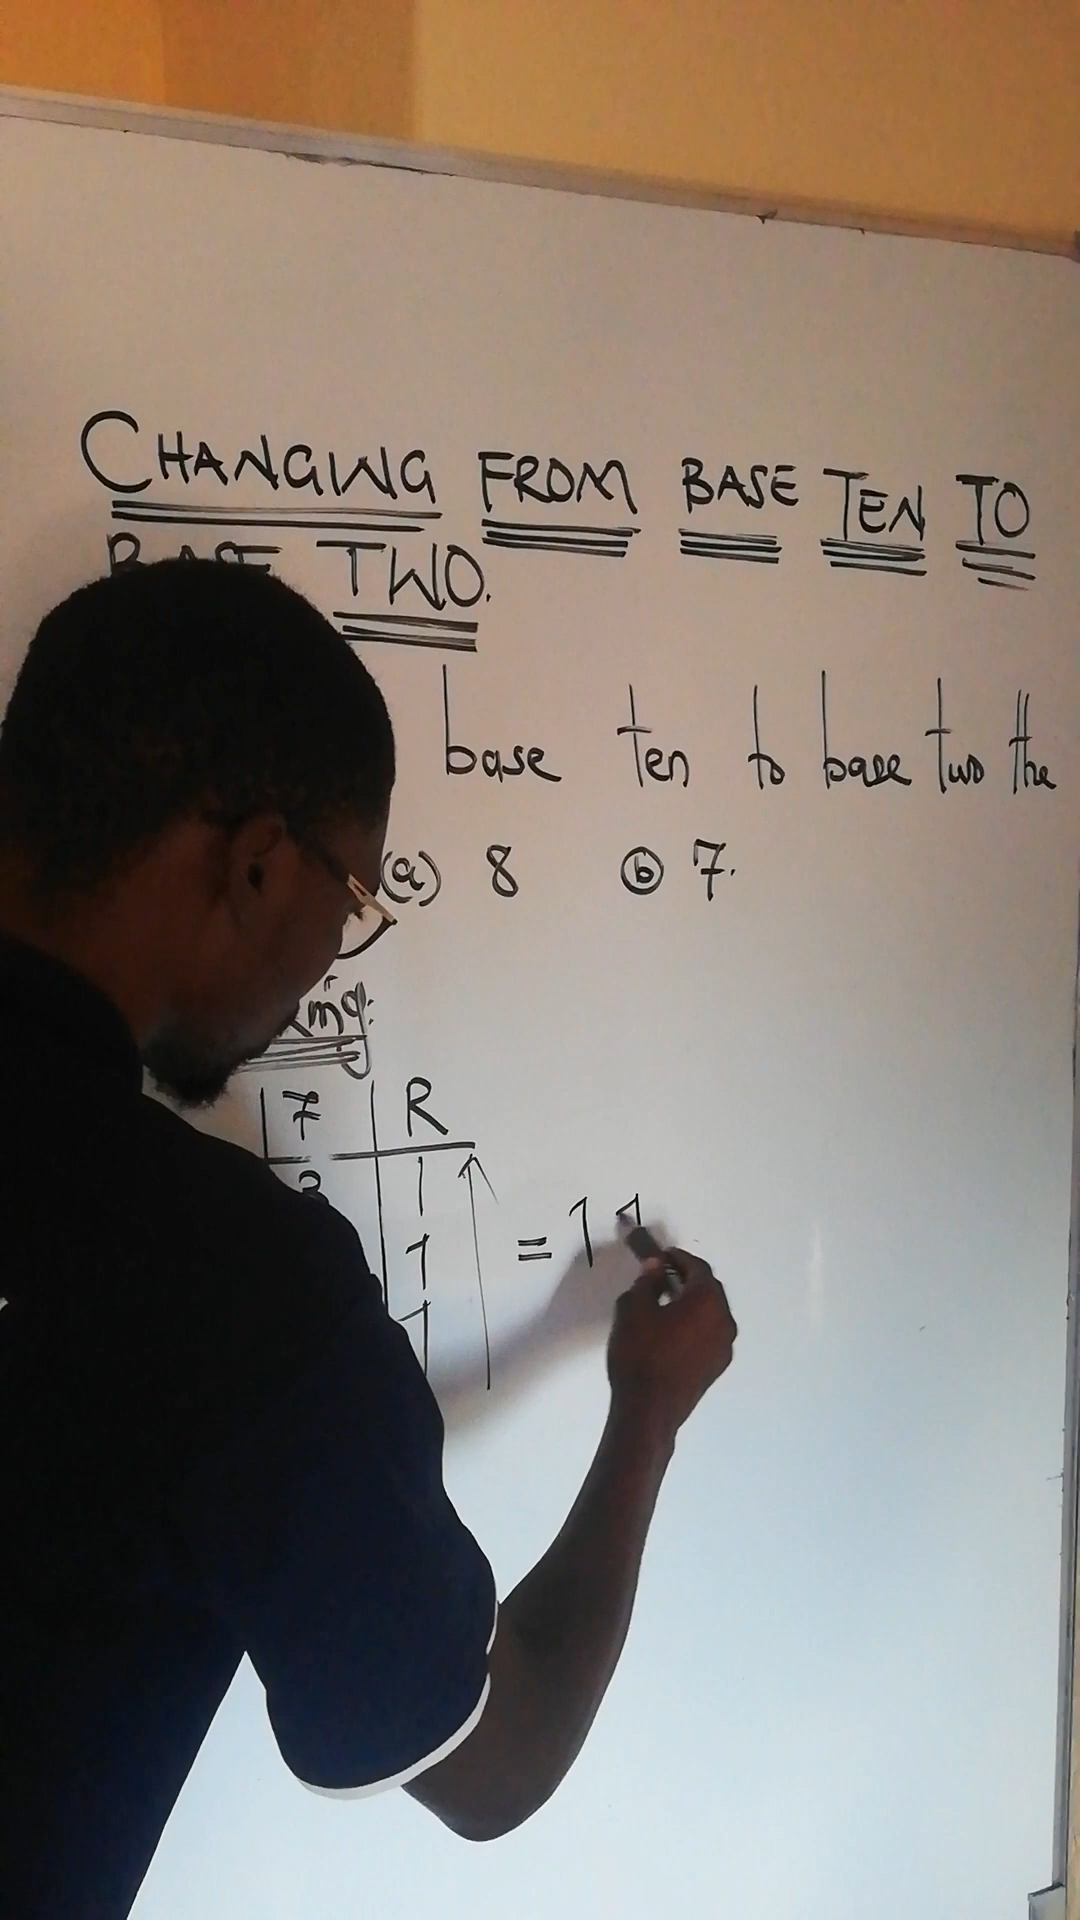 CHANGING FROM BASE TEN TO
BASE TWO.
base ten to base two the
(a) 8 (b) 7.
7 R
1
1
1
= 1 1